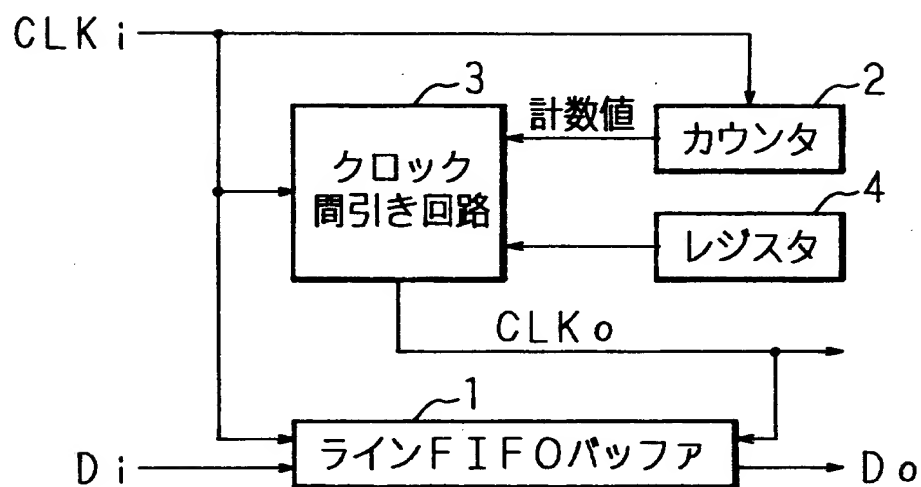 CLKi
3
2
計数値
カウンタ
クロック
間引き回路
4
レジスタ
CLKo
1
ラインFIFOバッファ
Di
Do